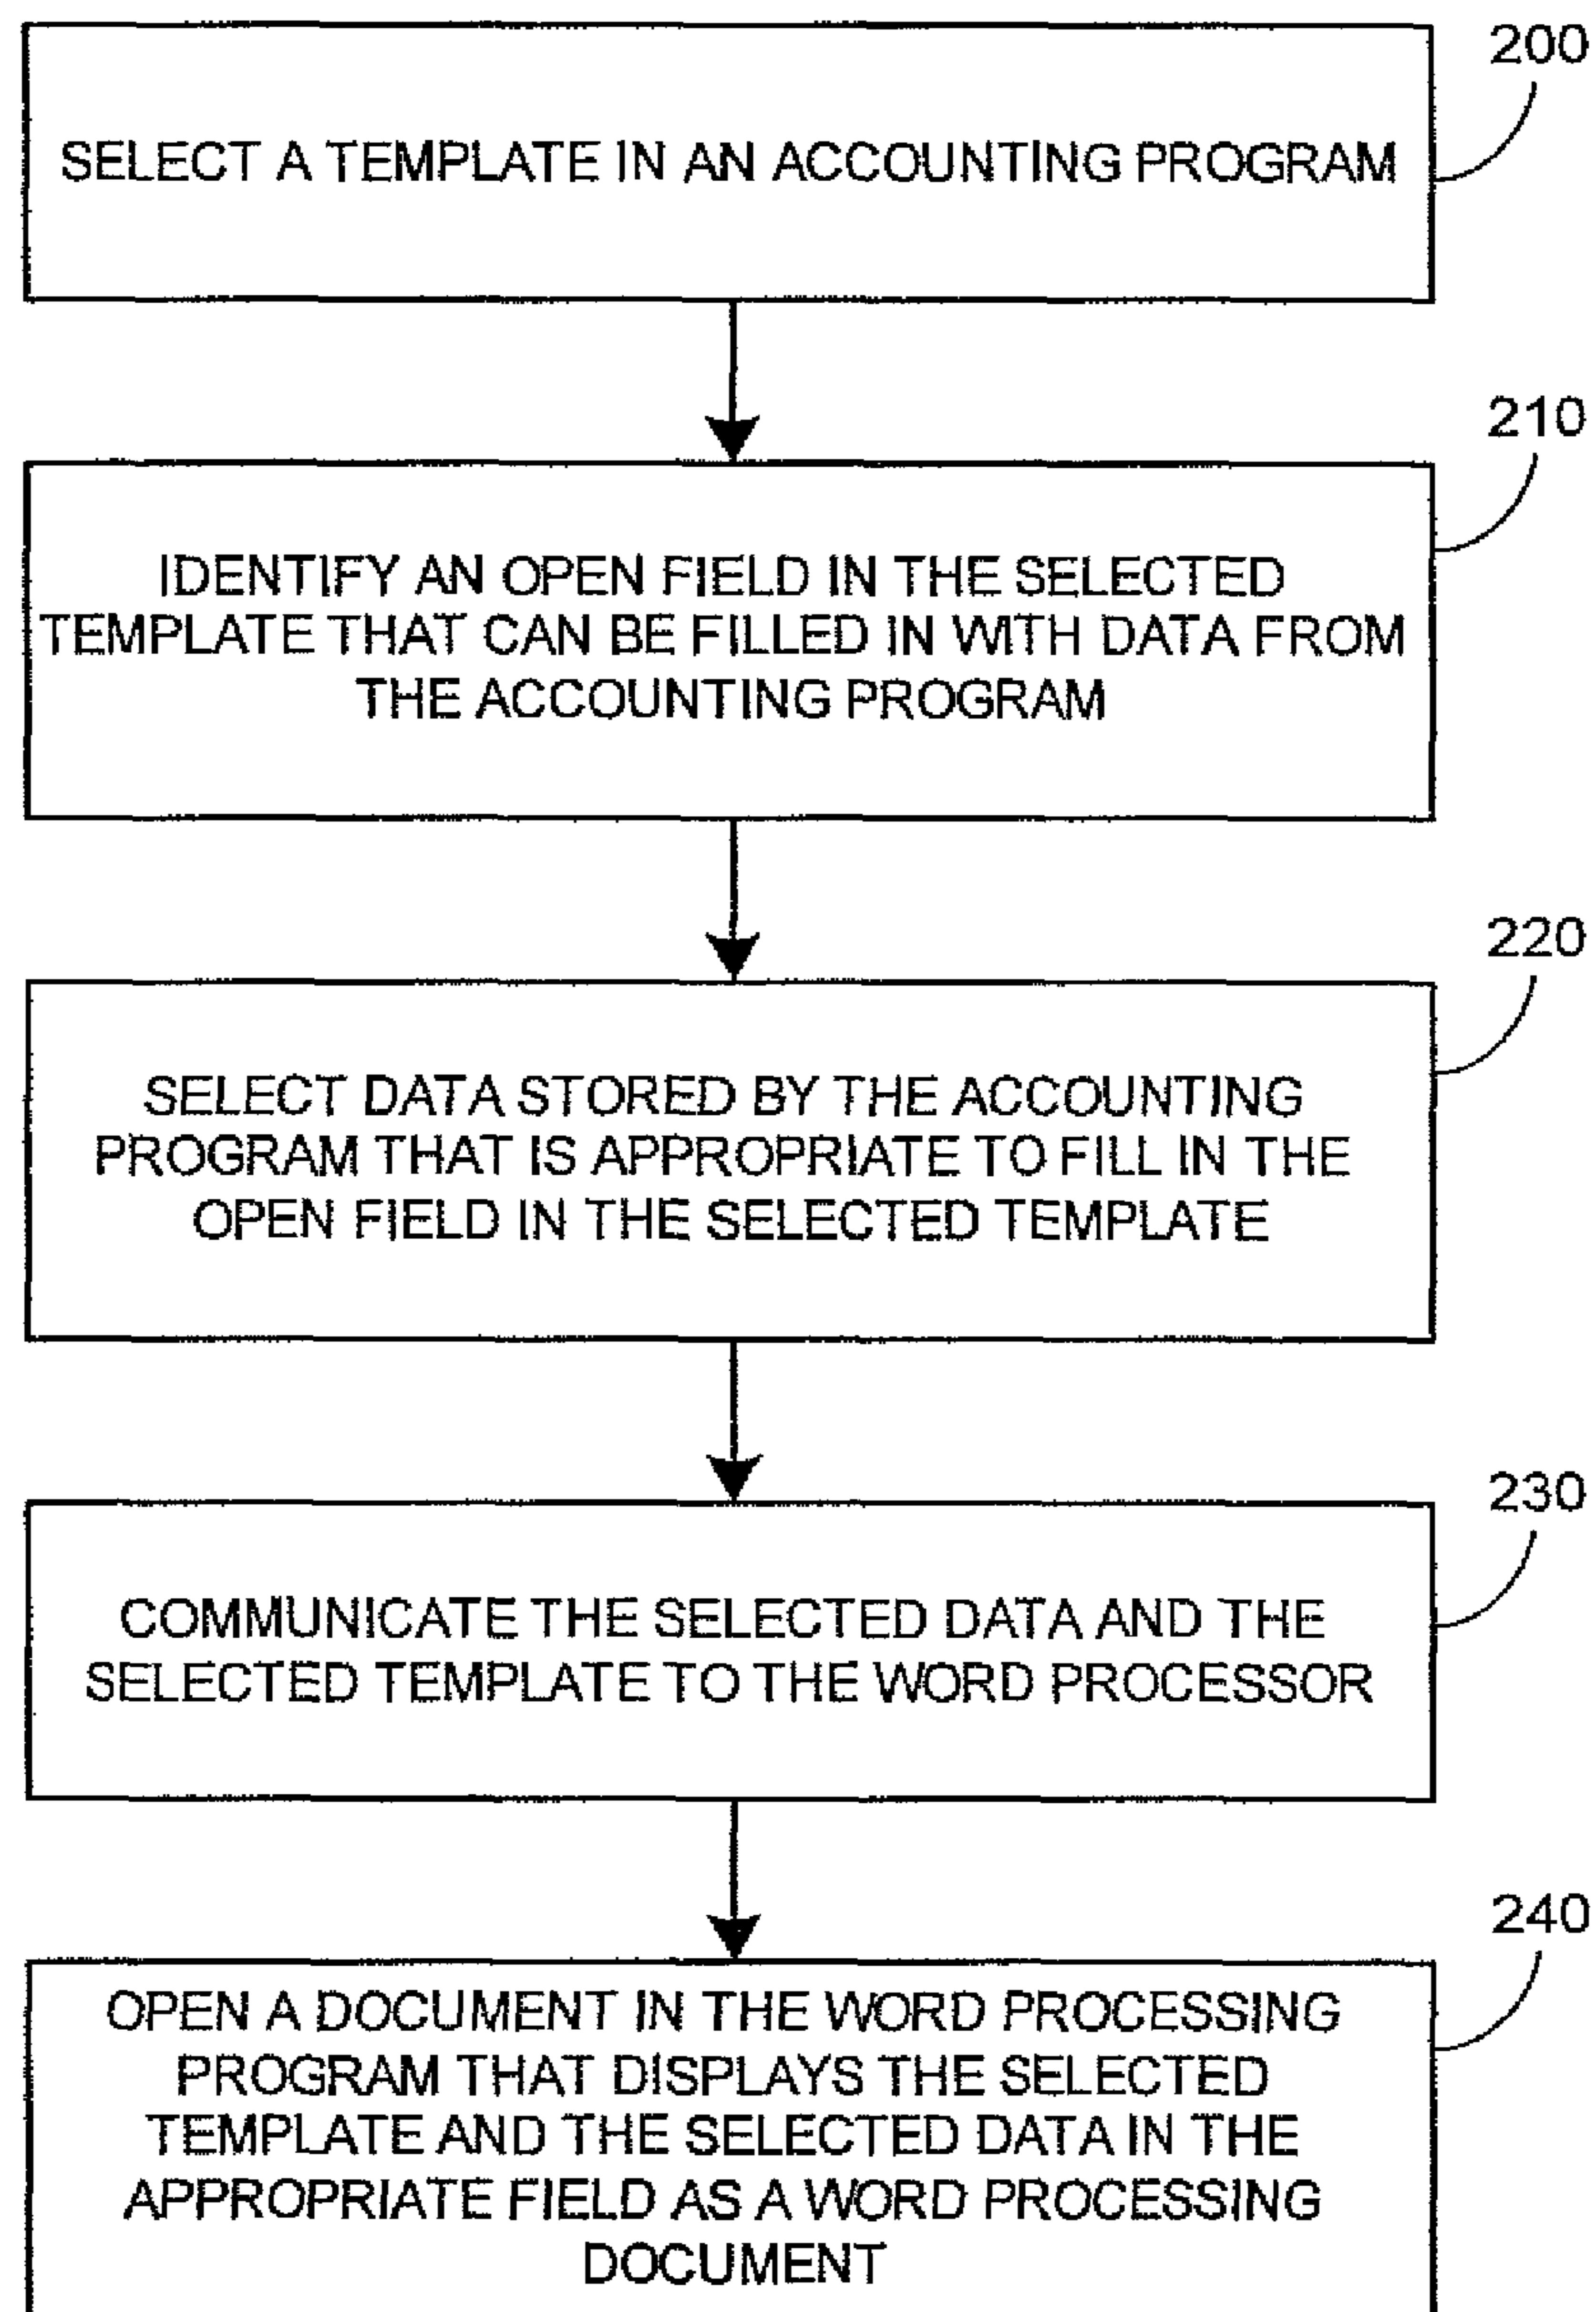 200
SELECT A TEMPLATE IN AN ACCOUNTING PROGRAM
210
IDENTIFY AN OPEN FIELD IN THE SELECTED
TEMPLATE THAT CAN BE FILLED IN WITH DATA FROM
THE ACCOUNTING PROGRAM
220
SELECT DATA STORED BY THE ACCOUNTING
PROGRAM THAT IS APPROPRIATE TO FILL IN THE
OPEN FIELD IN THE SELECTED TEMPLATE
230
COMMUNICATE THE SELECTED DATA AND THE
SELECTED TEMPLATE TO THE WORD PROCESSOR
240
OPEN A DOCUMENT IN THE WORD PROCESSING
PROGRAM THAT DISPLAYS THE SELECTED
TEMPLATE AND THE SELECTED DATA IN THE
APPROPRIATE FIELD AS A WORD PROCESSING
DOCUMENT